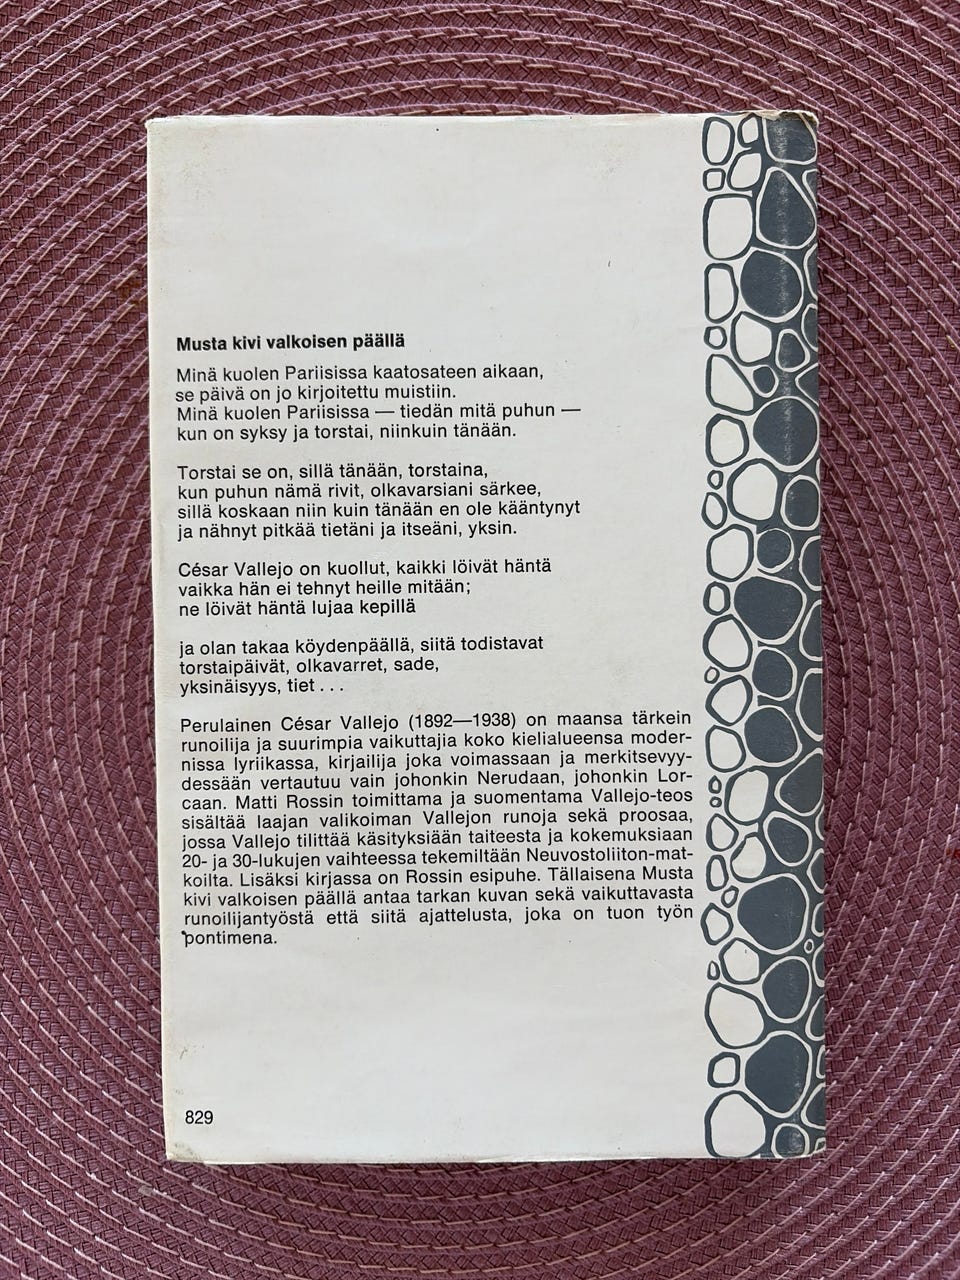 Musta kivi valkoisen päällä
Minä kuolen Pariisissa kaatosateen aikaan,
se päivä on jo kirjoitettu muistiin.
Minä kuolen Pariisissa — tiedän mitä puhun —
kun on syksy ja torstai, niinkuin tänään.
Torstai se on, sillä tänään, torstaina,
kun puhun nämä rivit, olkavarsiani särkee,
sillä koskaan niin kuin tänään en ole kääntynyt
ja nähnyt pitkää tietäni ja itseäni, yksin.
César Vallejo on kuollut, kaikki löivät häntä
vaikka hän ei tehnyt heille mitään;
ne löivät häntä lujaa kepillä
ja olan takaa köydenpäällä, siitä todistavat
torstaipäivät, olkavarret, sade,
yksinäisyys, tiet . . .
Perulainen César Vallejo (1892—1938) on maansa tärkein
runoilija ja suurimpia vaikuttajia koko kielialueensa moder-
nissa lyriikassa, kirjailija joka voimassaan ja merkitsevyy-
dessään vertautuu vain johonkin Nerudaan, johonkin Lor-
caan. Matti Rossin toimittama ja suomentama Vallejo-teos
sisältää laajan valikoiman Vallejon runoja sekä proosaa,
jossa Vallejo tilittää käsityksiään taiteesta ja kokemuksiaan
20- ja 30-lukujen vaihteessa tekemiltään Neuvostoliiton-mat-
koilta. Lisäksi kirjassa on Rossin esipuhe. Tällaisena Musta
kivi valkoisen päällä antaa tarkan kuvan sekä vaikuttavasta
runoilijantyöstä että siitä ajattelusta, joka on tuon työn
pontimena.
829